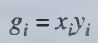 gᵢ = xᵢyᵢ